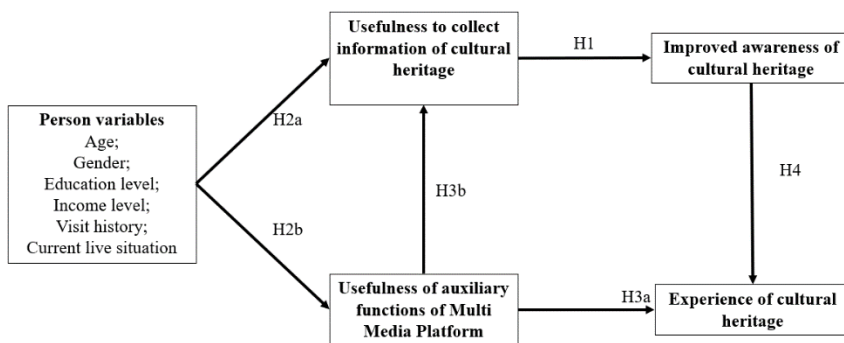 Usefulness to collect
information of cultural
heritage
H1
Improved awareness of
cultural heritage
Person variables
Age;
Gender;
Education level;
Income level;
Visit history;
Current live situation
H2a
H2b
H3b
H4
Usefulness of auxiliary
functions of Multi
Media Platform
H3a
Experience of cultural
heritage